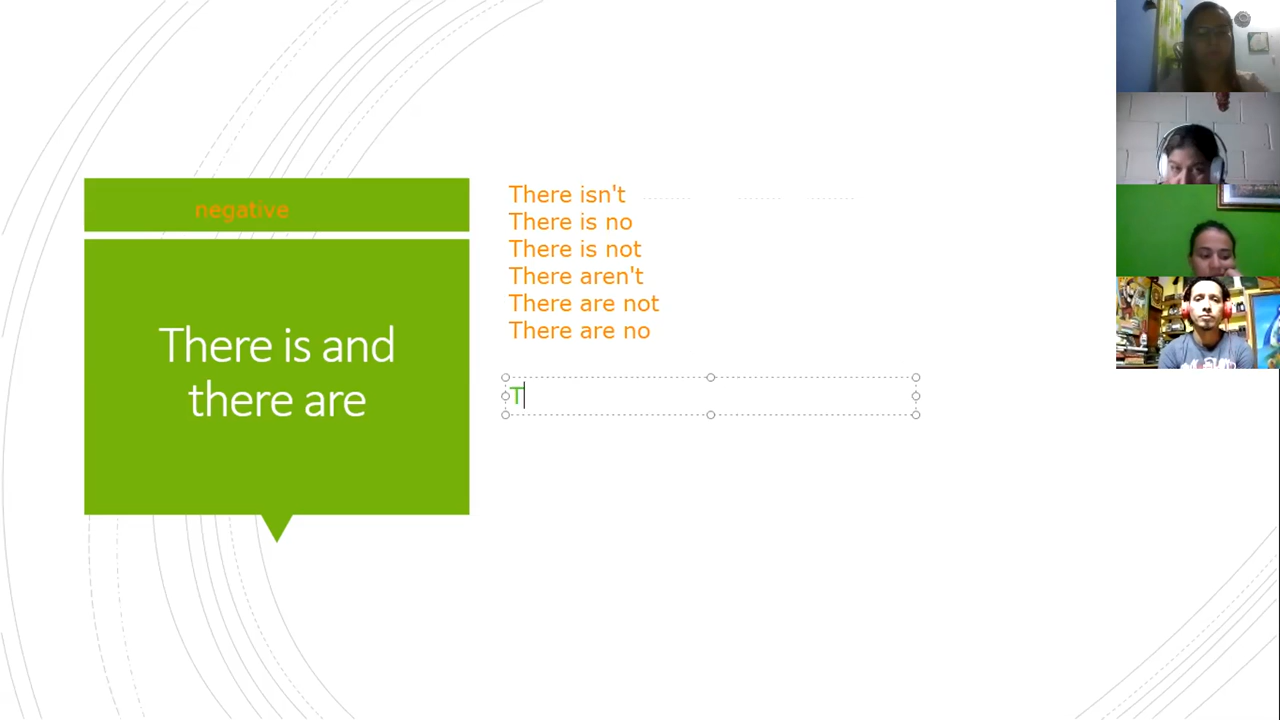 negative
There is and
there are
There isn't
There is no
There is not
There aren't
There are not
There are no
T